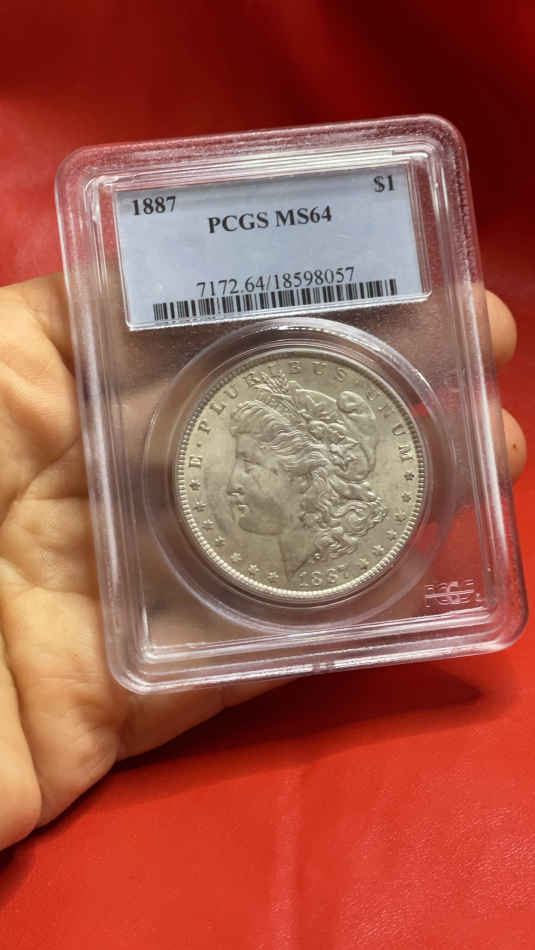 1887 $1
PCGS MS64
7172.64/18598057
E · PLURIBUS · UNUM
1887
PCGS